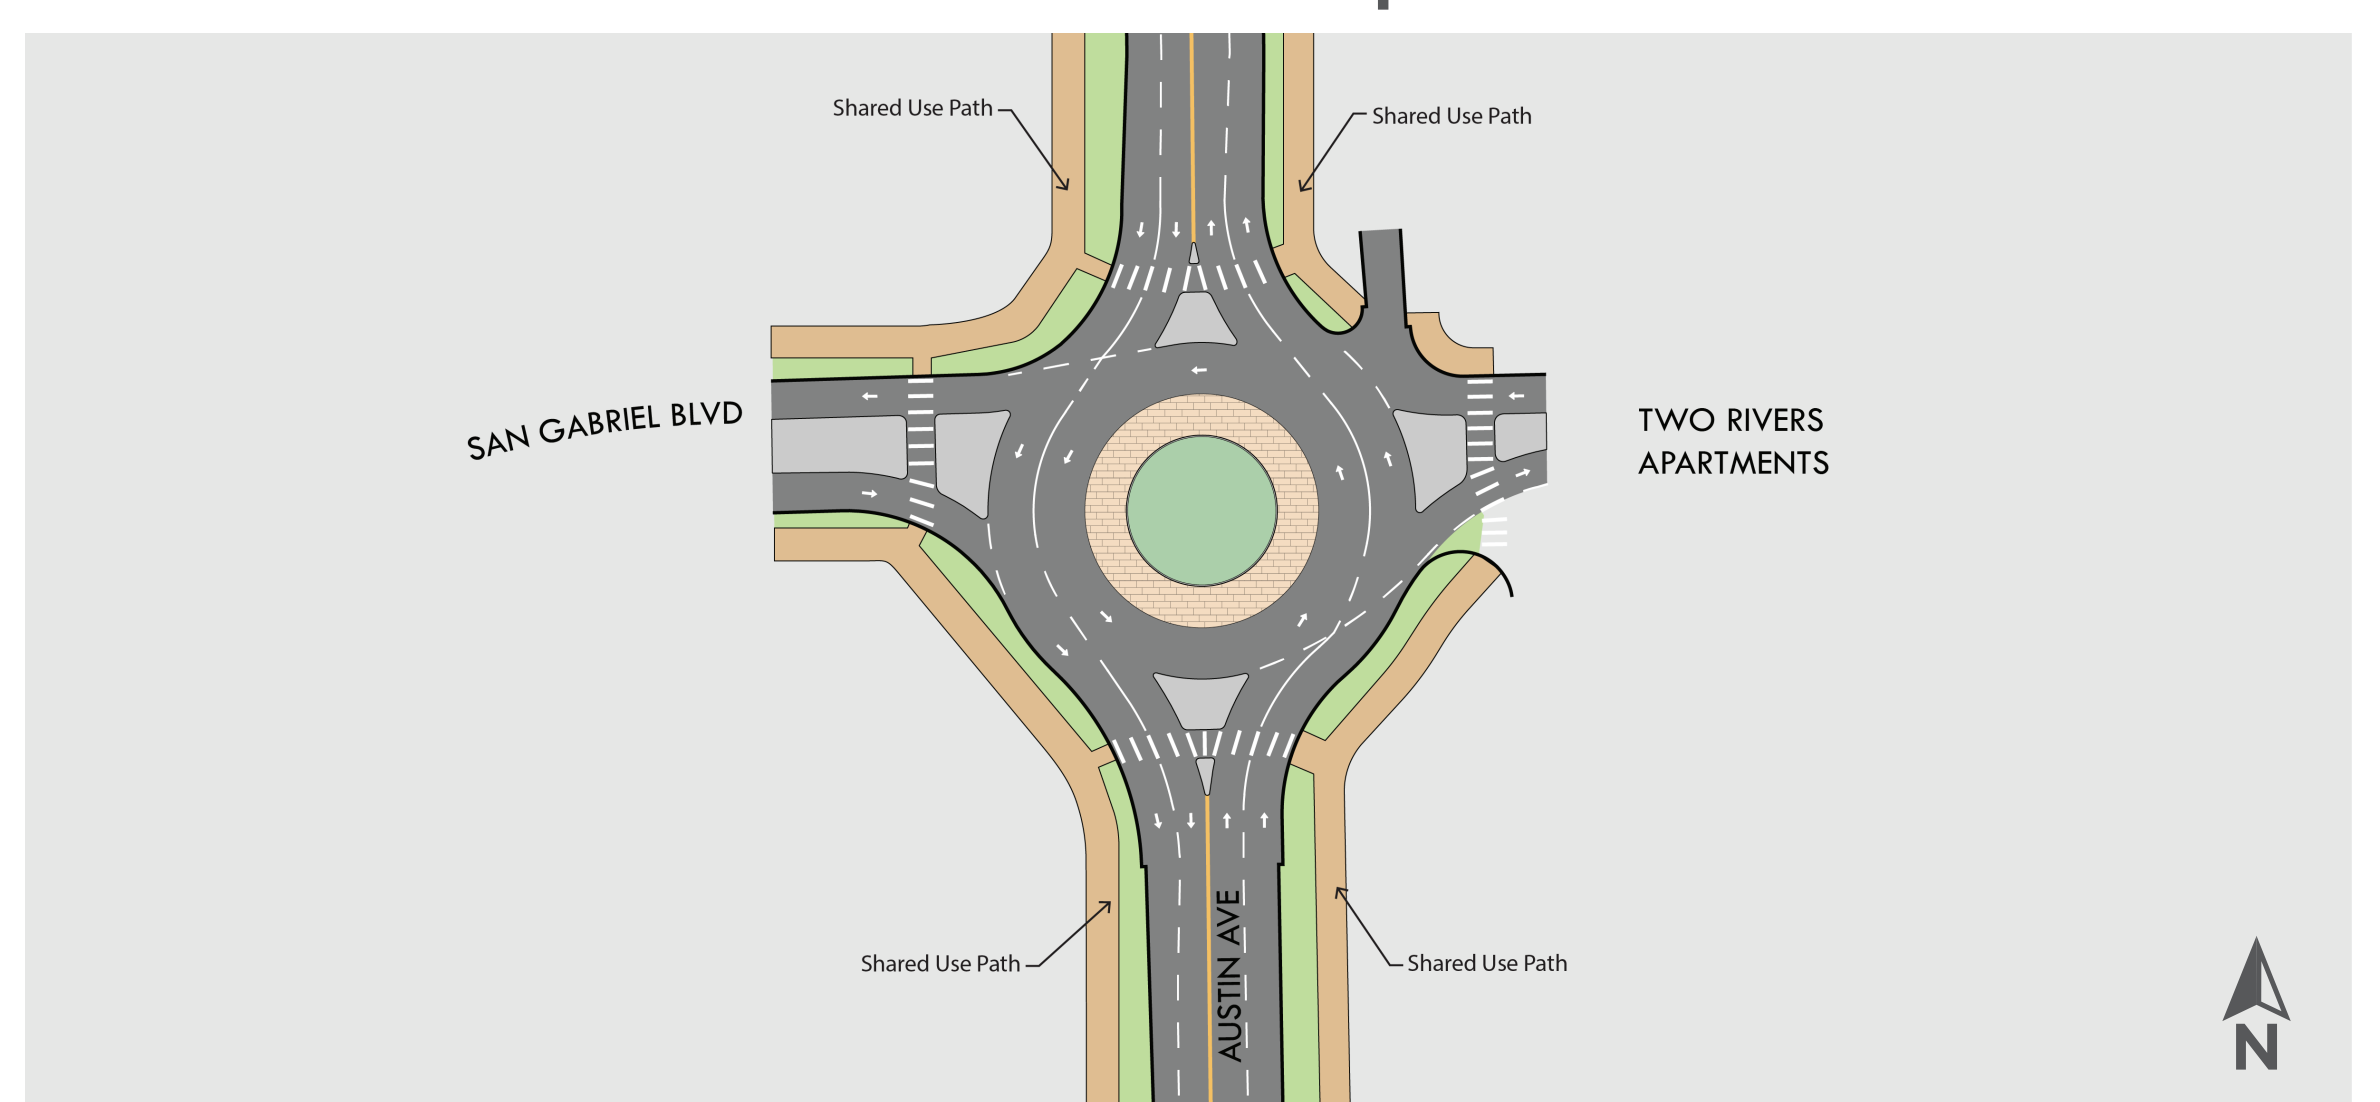 Shared Use Path
Shared Use Path
SAN GABRIEL BLVD
TWO RIVERS
APARTMENTS
AUSTIN AVE
Shared Use Path
Shared Use Path
N